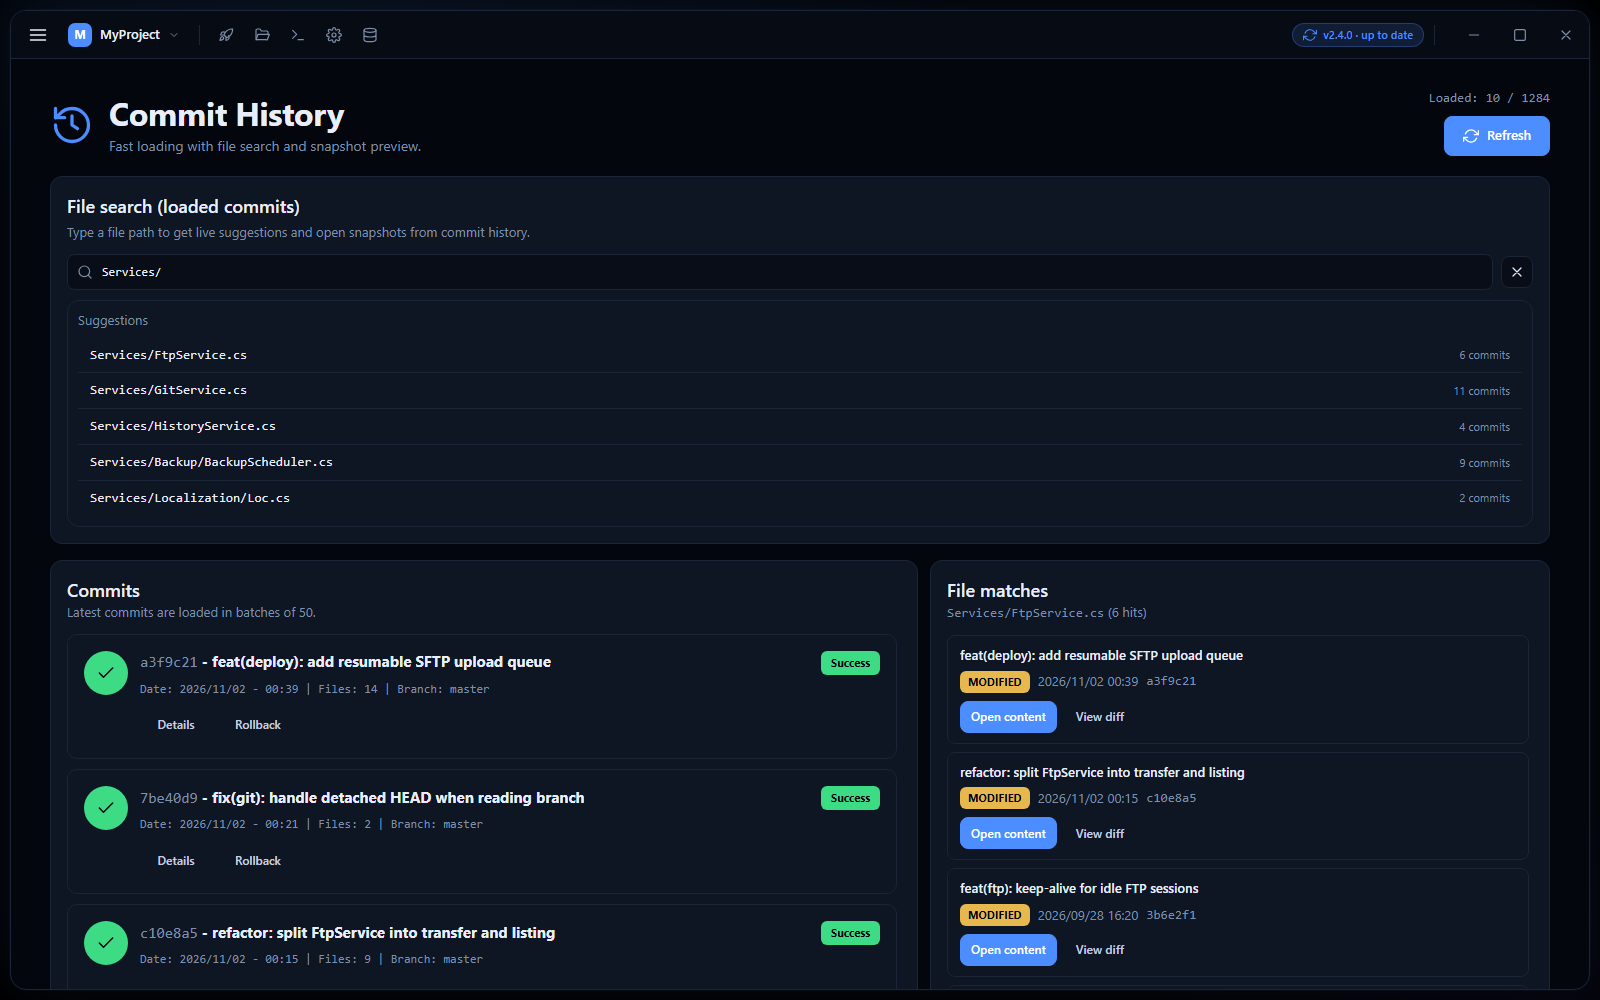 M MyProject
v2.4.0 · up to date
Commit History
Fast loading with file search and snapshot preview.
Loaded: 10 / 1284
Refresh
File search (loaded commits)
Type a file path to get live suggestions and open snapshots from commit history.
Services/
Suggestions
Services/FtpService.cs 6 commits
Services/GitService.cs 11 commits
Services/HistoryService.cs 4 commits
Services/Backup/BackupScheduler.cs 9 commits
Services/Localization/Loc.cs 2 commits
Commits
Latest commits are loaded in batches of 50.
a3f9c21 - feat(deploy): add resumable SFTP upload queue Success
Date: 2026/11/02 - 00:39 | Files: 14 | Branch: master
Details Rollback
7be40d9 - fix(git): handle detached HEAD when reading branch Success
Date: 2026/11/02 - 00:21 | Files: 2 | Branch: master
Details Rollback
c10e8a5 - refactor: split FtpService into transfer and listing Success
Date: 2026/11/02 - 00:15 | Files: 9 | Branch: master
File matches
Services/FtpService.cs (6 hits)
feat(deploy): add resumable SFTP upload queue
MODIFIED 2026/11/02 00:39 a3f9c21
Open content View diff
refactor: split FtpService into transfer and listing
MODIFIED 2026/11/02 00:15 c10e8a5
Open content View diff
feat(ftp): keep-alive for idle FTP sessions
MODIFIED 2026/09/28 16:20 3b6e2f1
Open content View diff